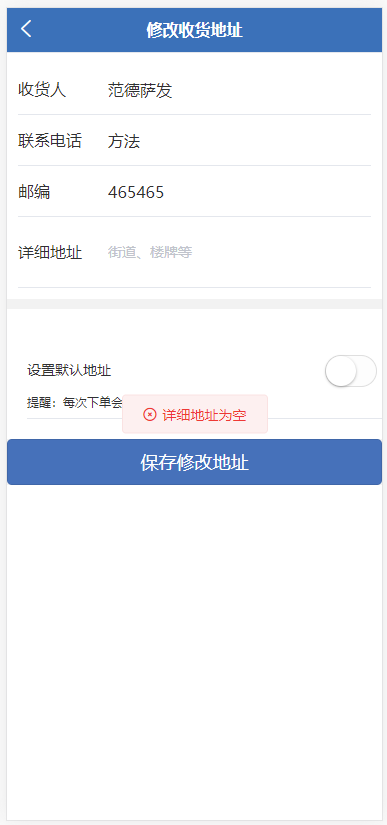 修改收货地址
收货人 范德萨发
联系电话 方法
邮编 465465
详细地址 街道、楼牌等
设置默认地址
提醒：每次下单会
详细地址为空
保存修改地址